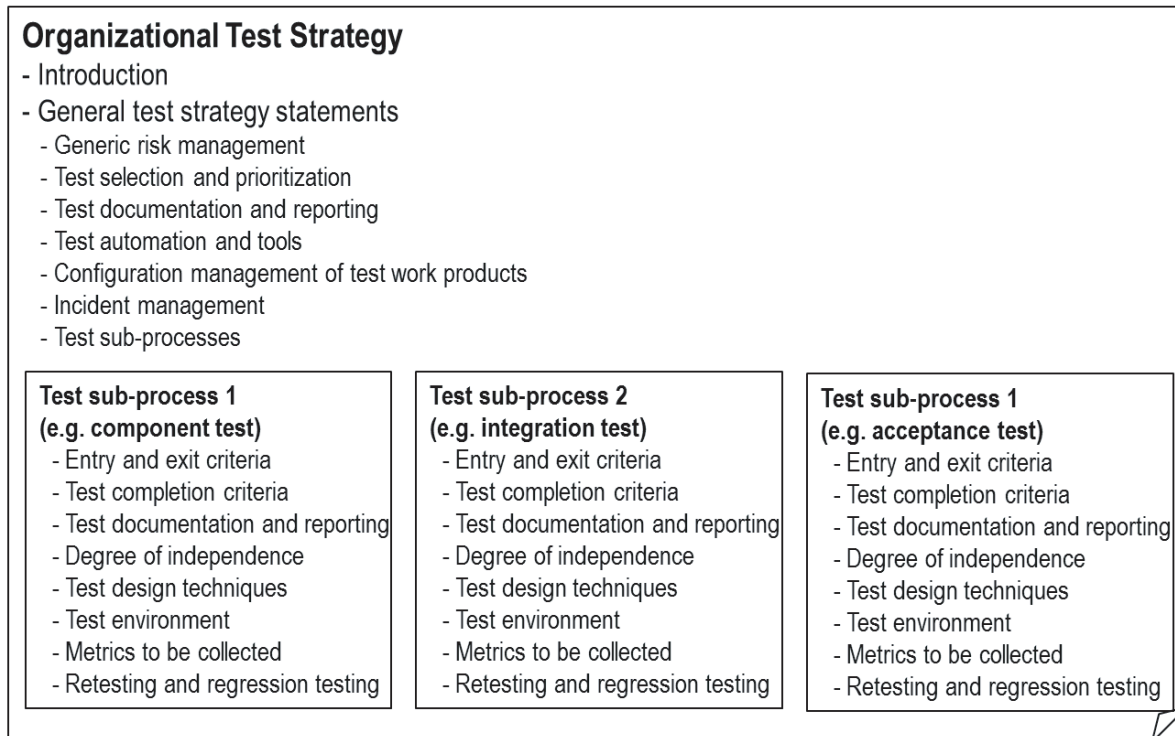 Organizational Test Strategy
- Introduction
- General test strategy statements
- Generic risk management
- Test selection and prioritization
- Test documentation and reporting
- Test automation and tools
- Configuration management of test work products
- Incident management
- Test sub-processes
Test sub-process 1
(e.g. component test)
- Entry and exit criteria
- Test completion criteria
- Test documentation and reporting
- Degree of independence
- Test design techniques
- Test environment
- Metrics to be collected
- Retesting and regression testing
Test sub-process 2
(e.g. integration test)
- Entry and exit criteria
- Test completion criteria
- Test documentation and reporting
- Degree of independence
- Test design techniques
- Test environment
- Metrics to be collected
- Retesting and regression testing
Test sub-process 1
(e.g. acceptance test)
- Entry and exit criteria
- Test completion criteria
- Test documentation and reporting
- Degree of independence
- Test design techniques
- Test environment
- Metrics to be collected
- Retesting and regression testing